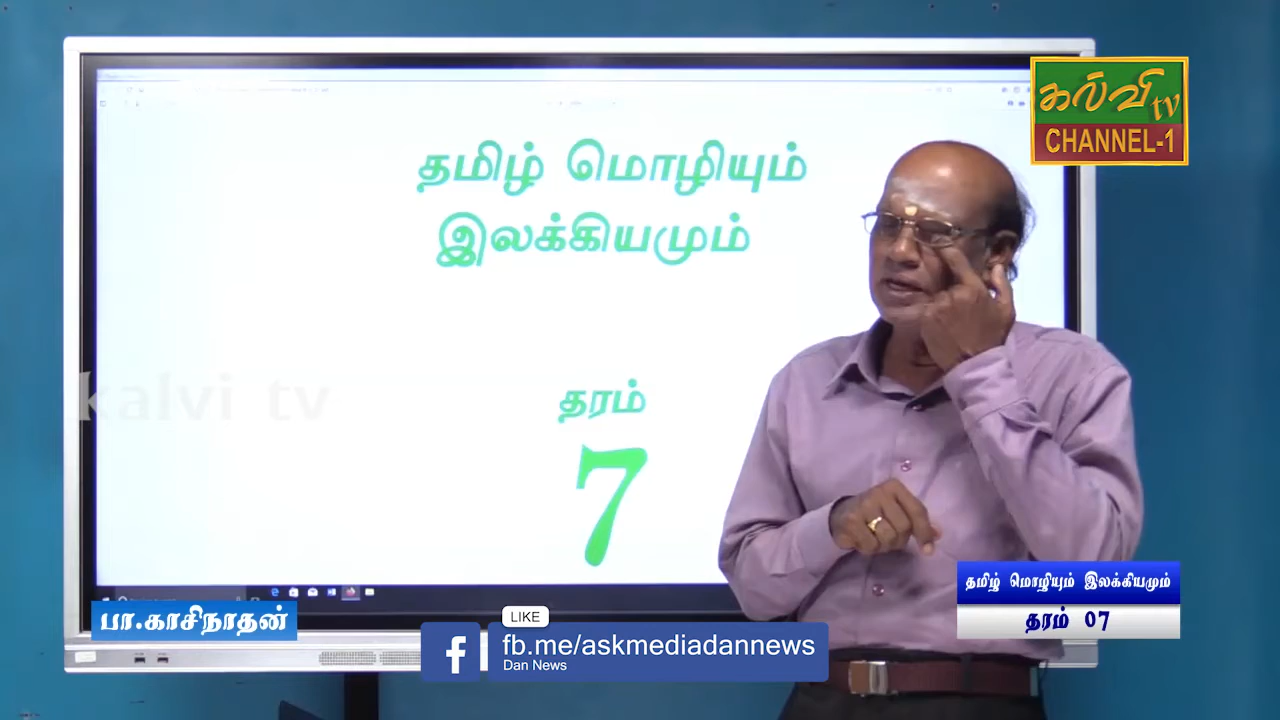 கல்வி tv
CHANNEL-1
தமிழ் மொழியும்
இலக்கியமும்
kalvi tv
தரம்
7
தமிழ் மொழியும் இலக்கியமும்
தரம் 07
பா.காசிநாதன்
LIKE
f
fb.me/askmediadannews
Dan News